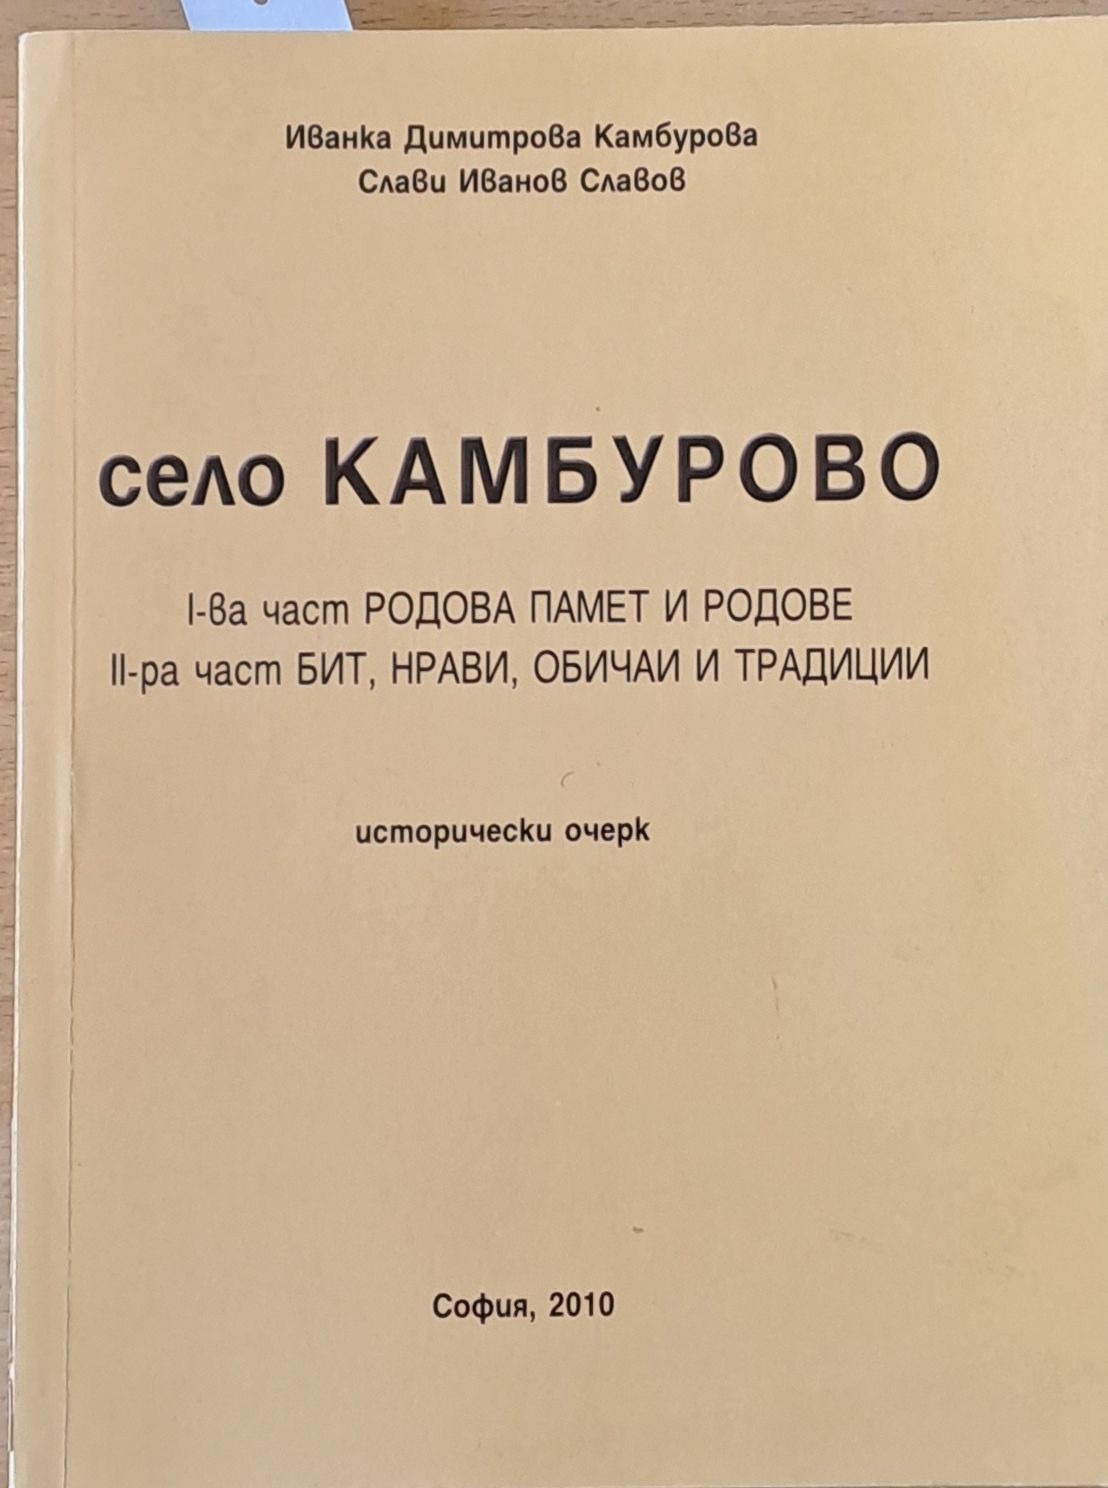 Иванка Димитрова Камбурова
Слави Иванов Славов
село КАМБУРОВО
I-ва част РОДОВА ПАМЕТ И РОДОВЕ
II-ра част БИТ, НРАВИ, ОБИЧАИ И ТРАДИЦИИ
исторически очерк
София, 2010